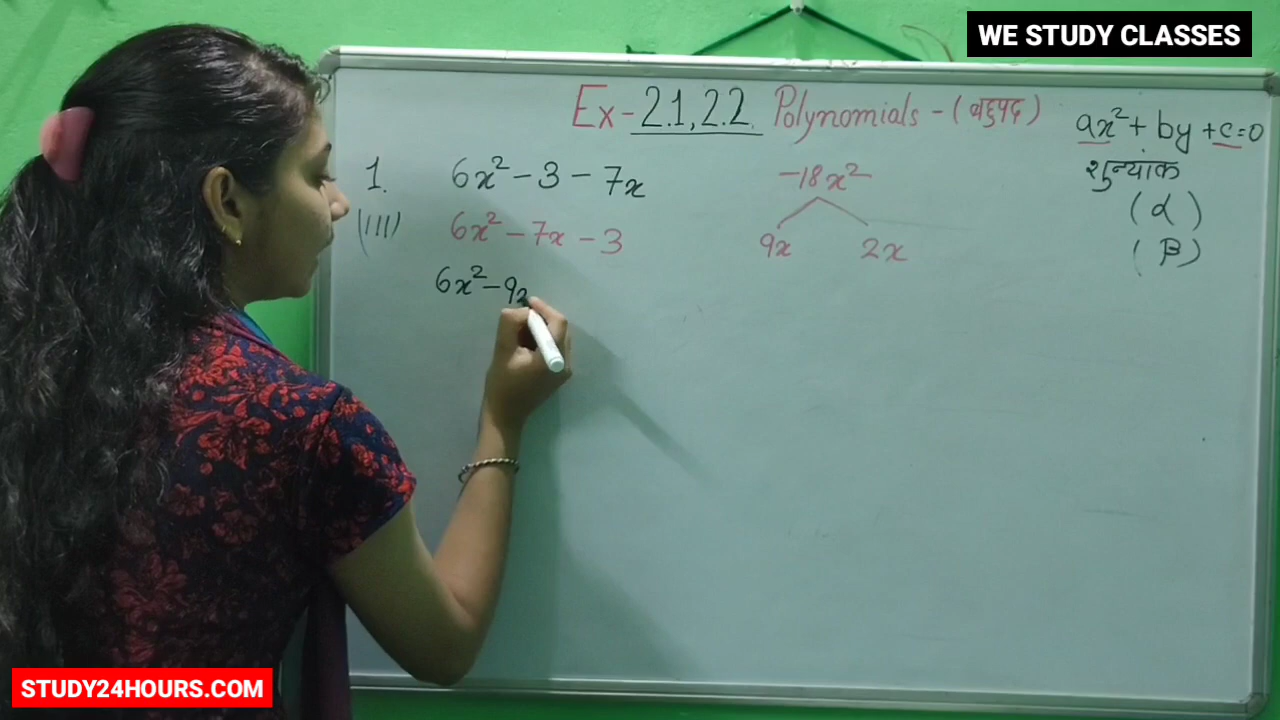 WE STUDY CLASSES
Ex-2.1, 2.2. Polynomials - (बहुपद)
ax² + by + c = 0
1. 6x² - 3 - 7x
-18x²
शुन्यांक
(α)
(iii) 6x² - 7x - 3
9x 2x
(β)
6x² - 9x
STUDY24HOURS.COM